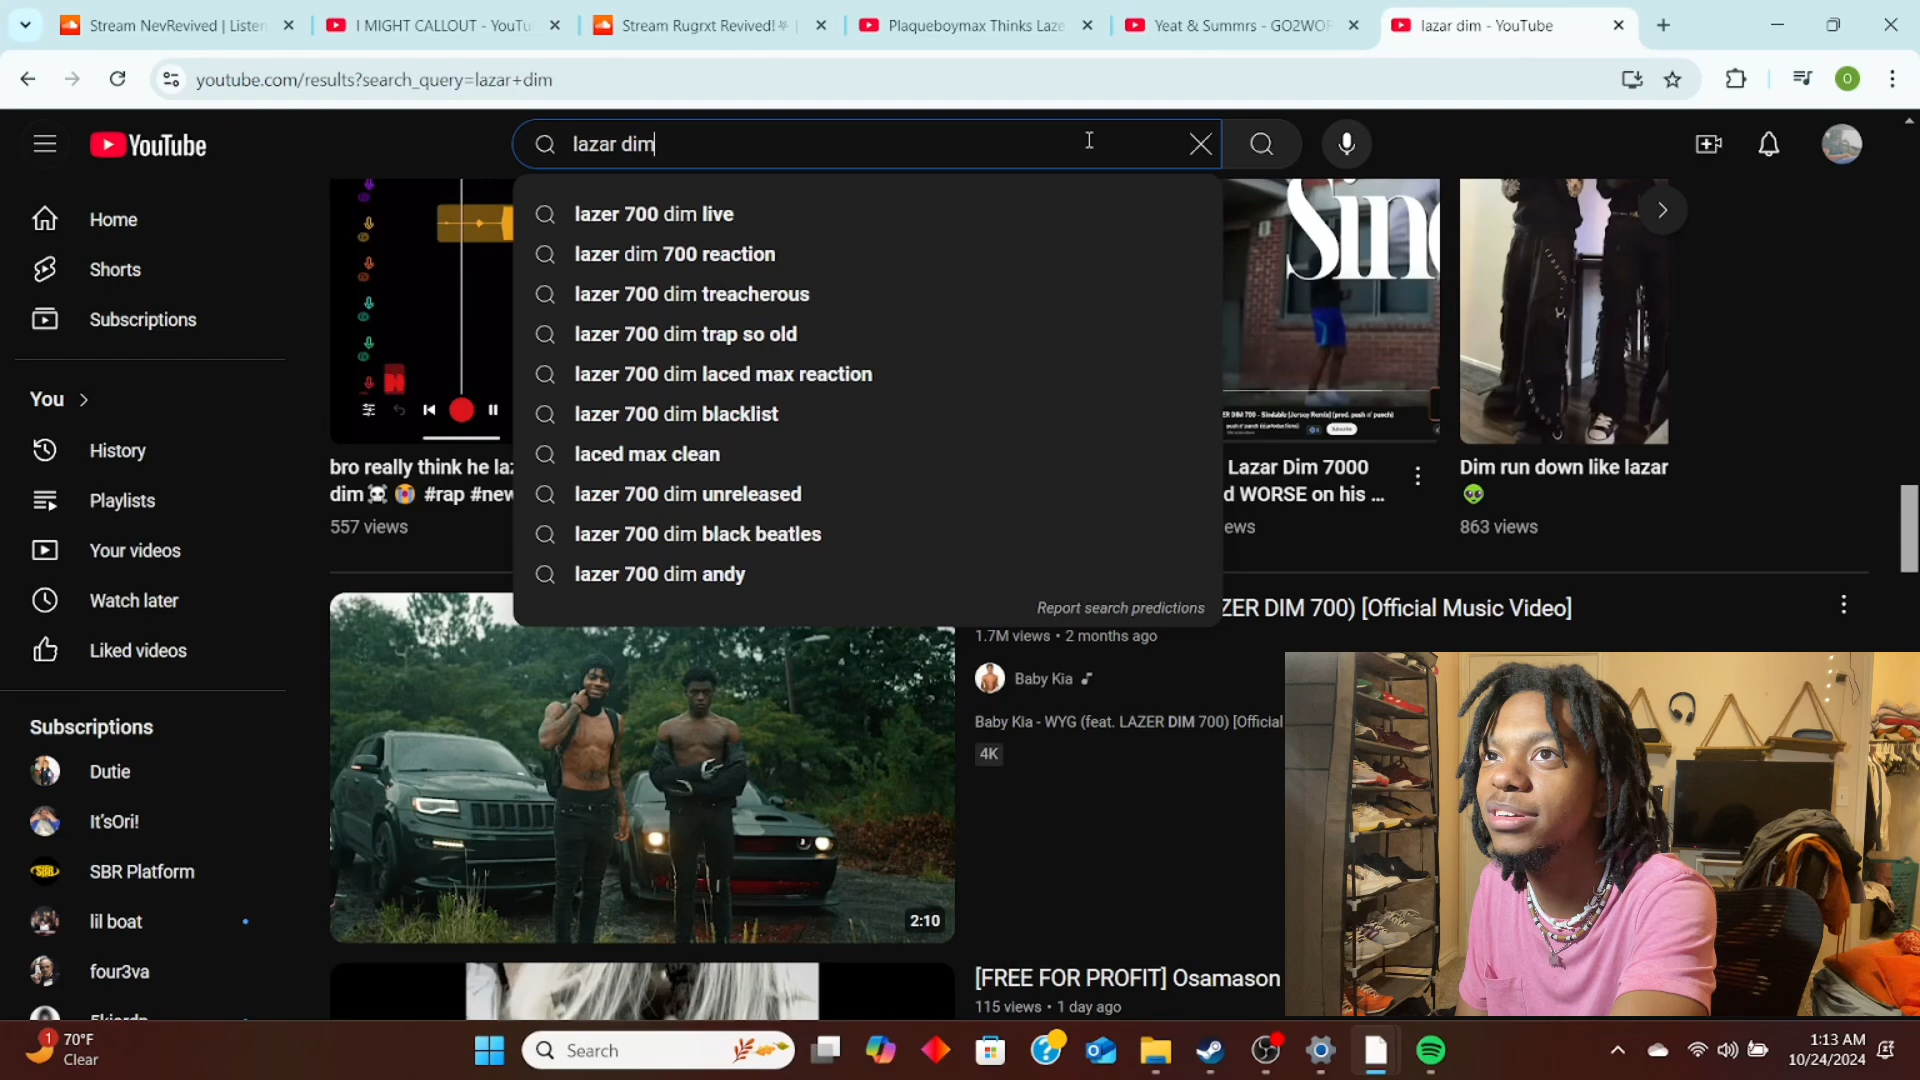 Stream NevRevived | Listen
I MIGHT CALLOUT - YouTu
Stream Rugrxt Revived!
Plaqueboymax Thinks Laze
Yeat & Summrs - GO2WOR
lazar dim - YouTube
youtube.com/results?search_query=lazar+dim
O
YouTube
lazar dim
Home
Shorts
Subscriptions
You
History
Playlists
Your videos
Watch later
Liked videos
Subscriptions
Dutie
It'sOri!
SBR Platform
lil boat
four3va
lazer 700 dim live
lazer dim 700 reaction
lazer 700 dim treacherous
lazer 700 dim trap so old
lazer 700 dim laced max reaction
lazer 700 dim blacklist
laced max clean
lazer 700 dim unreleased
lazer 700 dim black beatles
lazer 700 dim andy
Report search predictions
bro really think he laz
dim☠️😭 #rap #new
557 views
Sin
Lazar Dim 7000
d WORSE on his ...
ews
Dim run down like lazar
👽
863 views
ZER DIM 700) [Official Music Video]
1.7M views • 2 months ago
Baby Kia
Baby Kia - WYG (feat. LAZER DIM 700) [Official
4K
2:10
[FREE FOR PROFIT] Osamason
115 views • 1 day ago
1
70°F
Clear
Search
1:13 AM
10/24/2024